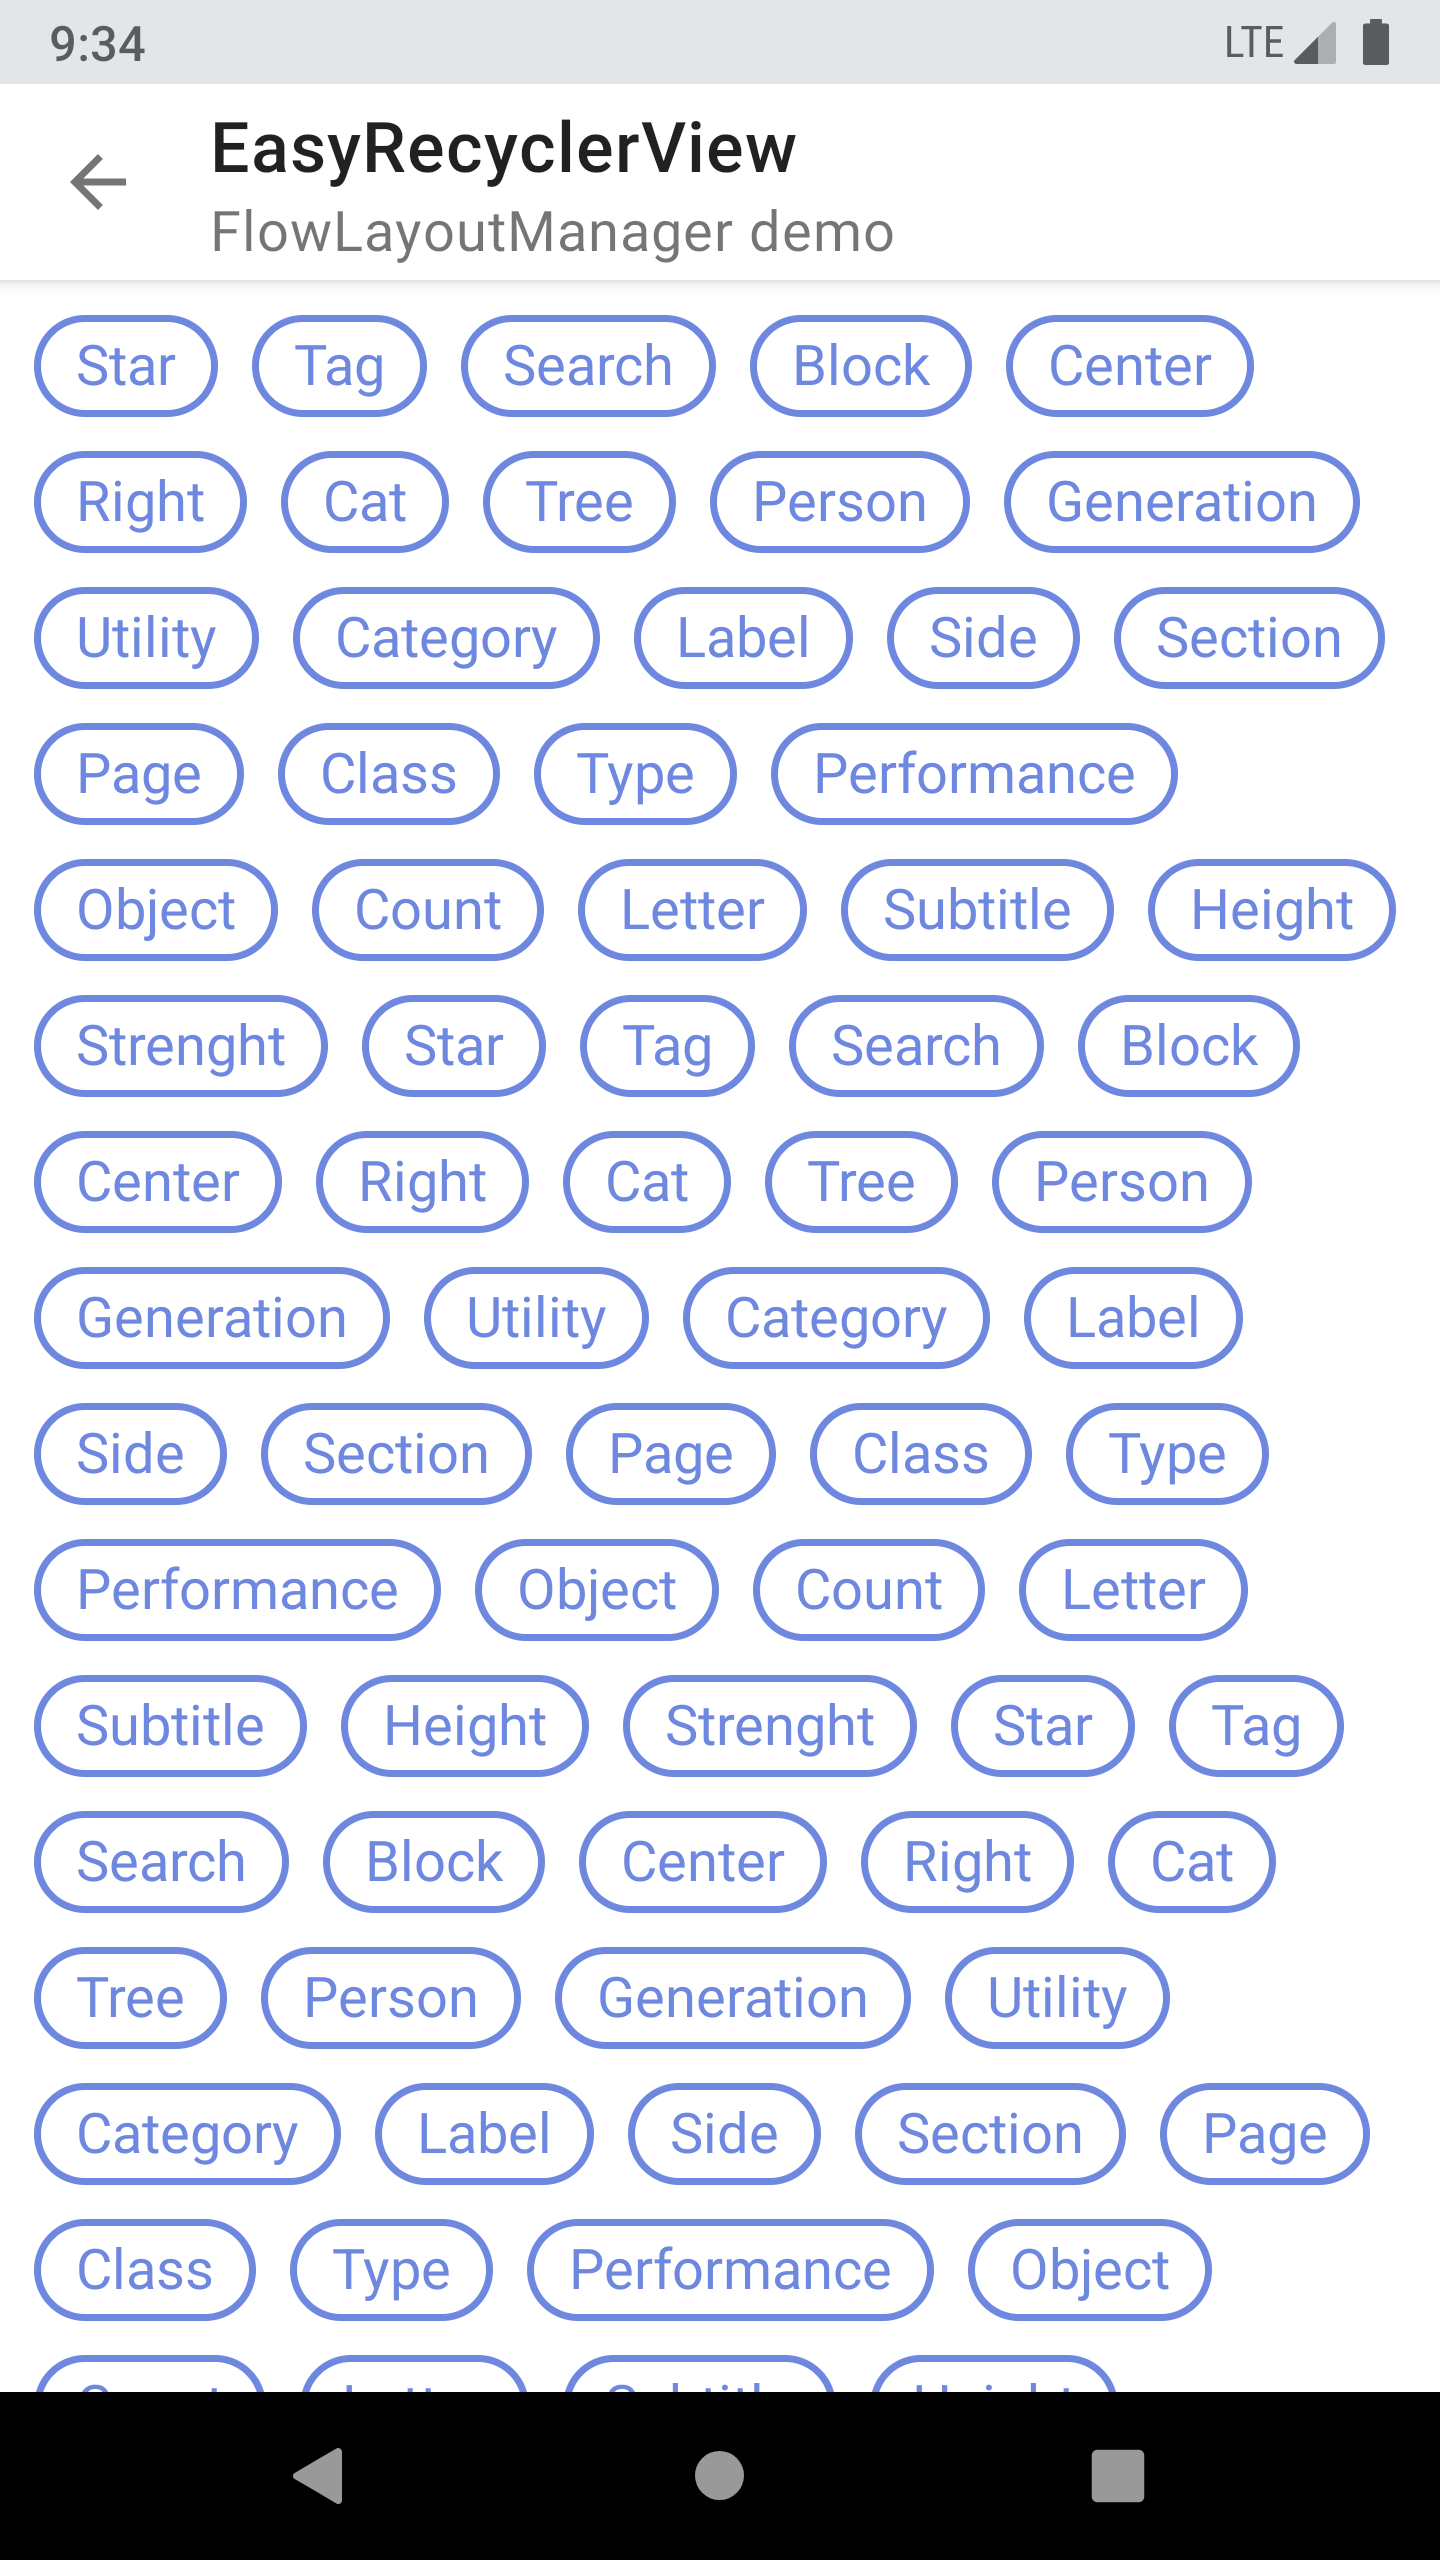 9:34 LTE
EasyRecyclerView
FlowLayoutManager demo
Star Tag Search Block Center
Right Cat Tree Person Generation
Utility Category Label Side Section
Page Class Type Performance
Object Count Letter Subtitle Height
Strenght Star Tag Search Block
Center Right Cat Tree Person
Generation Utility Category Label
Side Section Page Class Type
Performance Object Count Letter
Subtitle Height Strenght Star Tag
Search Block Center Right Cat
Tree Person Generation Utility
Category Label Side Section Page
Class Type Performance Object